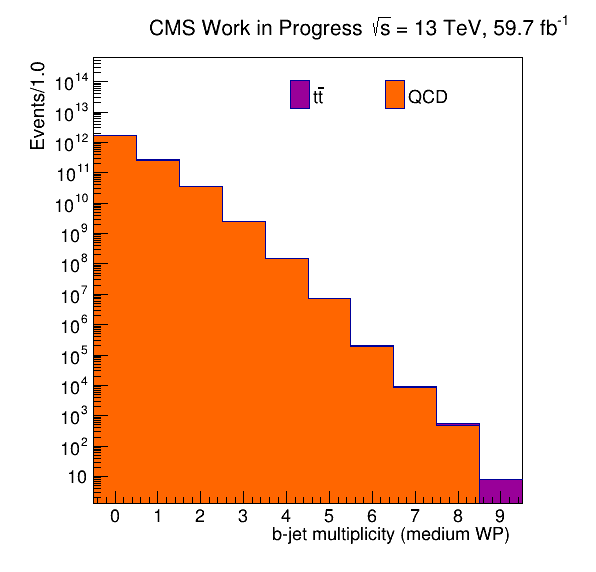 CMS Work in Progress √s = 13 TeV, 59.7 fb⁻¹
Events/1.0
tt̄
QCD
10¹⁴
10¹³
10¹²
10¹¹
10¹⁰
10⁹
10⁸
10⁷
10⁶
10⁵
10⁴
10³
10²
10
0 1 2 3 4 5 6 7 8 9
b-jet multiplicity (medium WP)